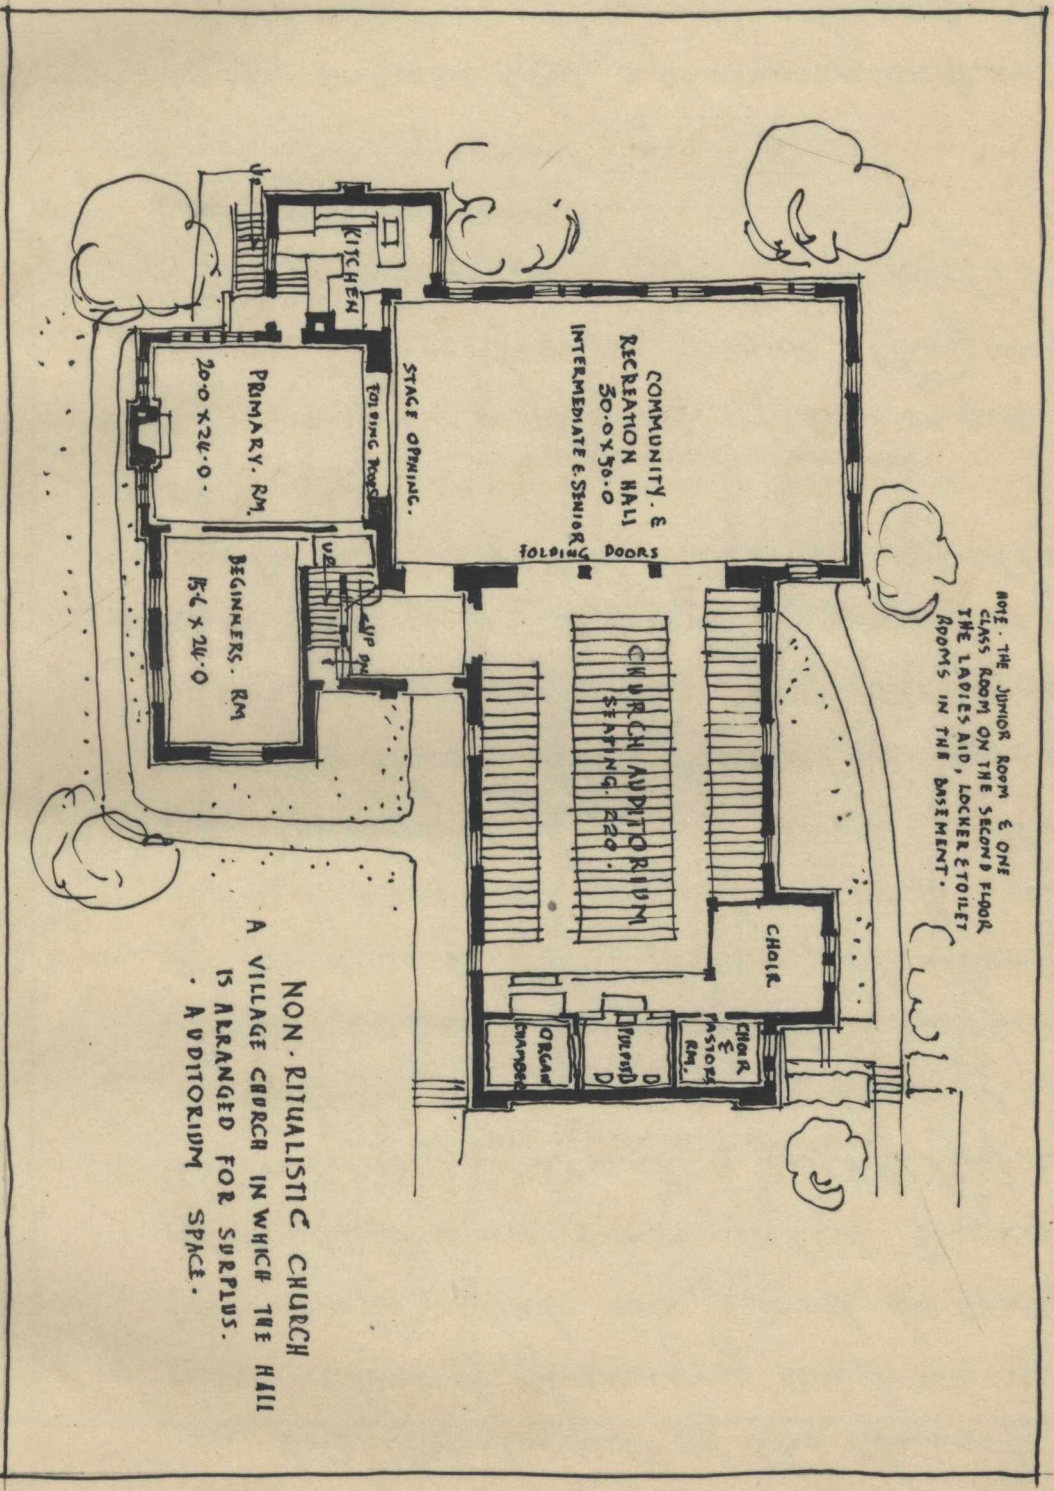 NOTE. THE JUNIOR ROOM & ONE
CLASS ROOM ON THE SECOND FLOOR
THE LADIES AID, LOCKER & TOILET
ROOMS IN THE BASEMENT.
COMMUNITY. &
RECREATION HALL
30.0 X 50.0
INTERMEDIATE & SENIOR
FOLDING DOORS
STAGE OPENING.
FOLDING DOORS
KITCHEN
UP
PRIMARY. RM.
20.0 X 24.0.
BEGINNERS. RM
15.6 X 24.0
UP
UP
DN
CHURCH AUDITORIUM
SEATING. 220.
CHOIR
CHOIR
&
PASTORS
RM.
PULPIT
ORGAN
CHAMBER
NON-RITUALISTIC CHURCH
A VILLAGE CHURCH IN WHICH THE HALL
IS ARRANGED FOR SURPLUS.
. AUDITORIUM SPACE.